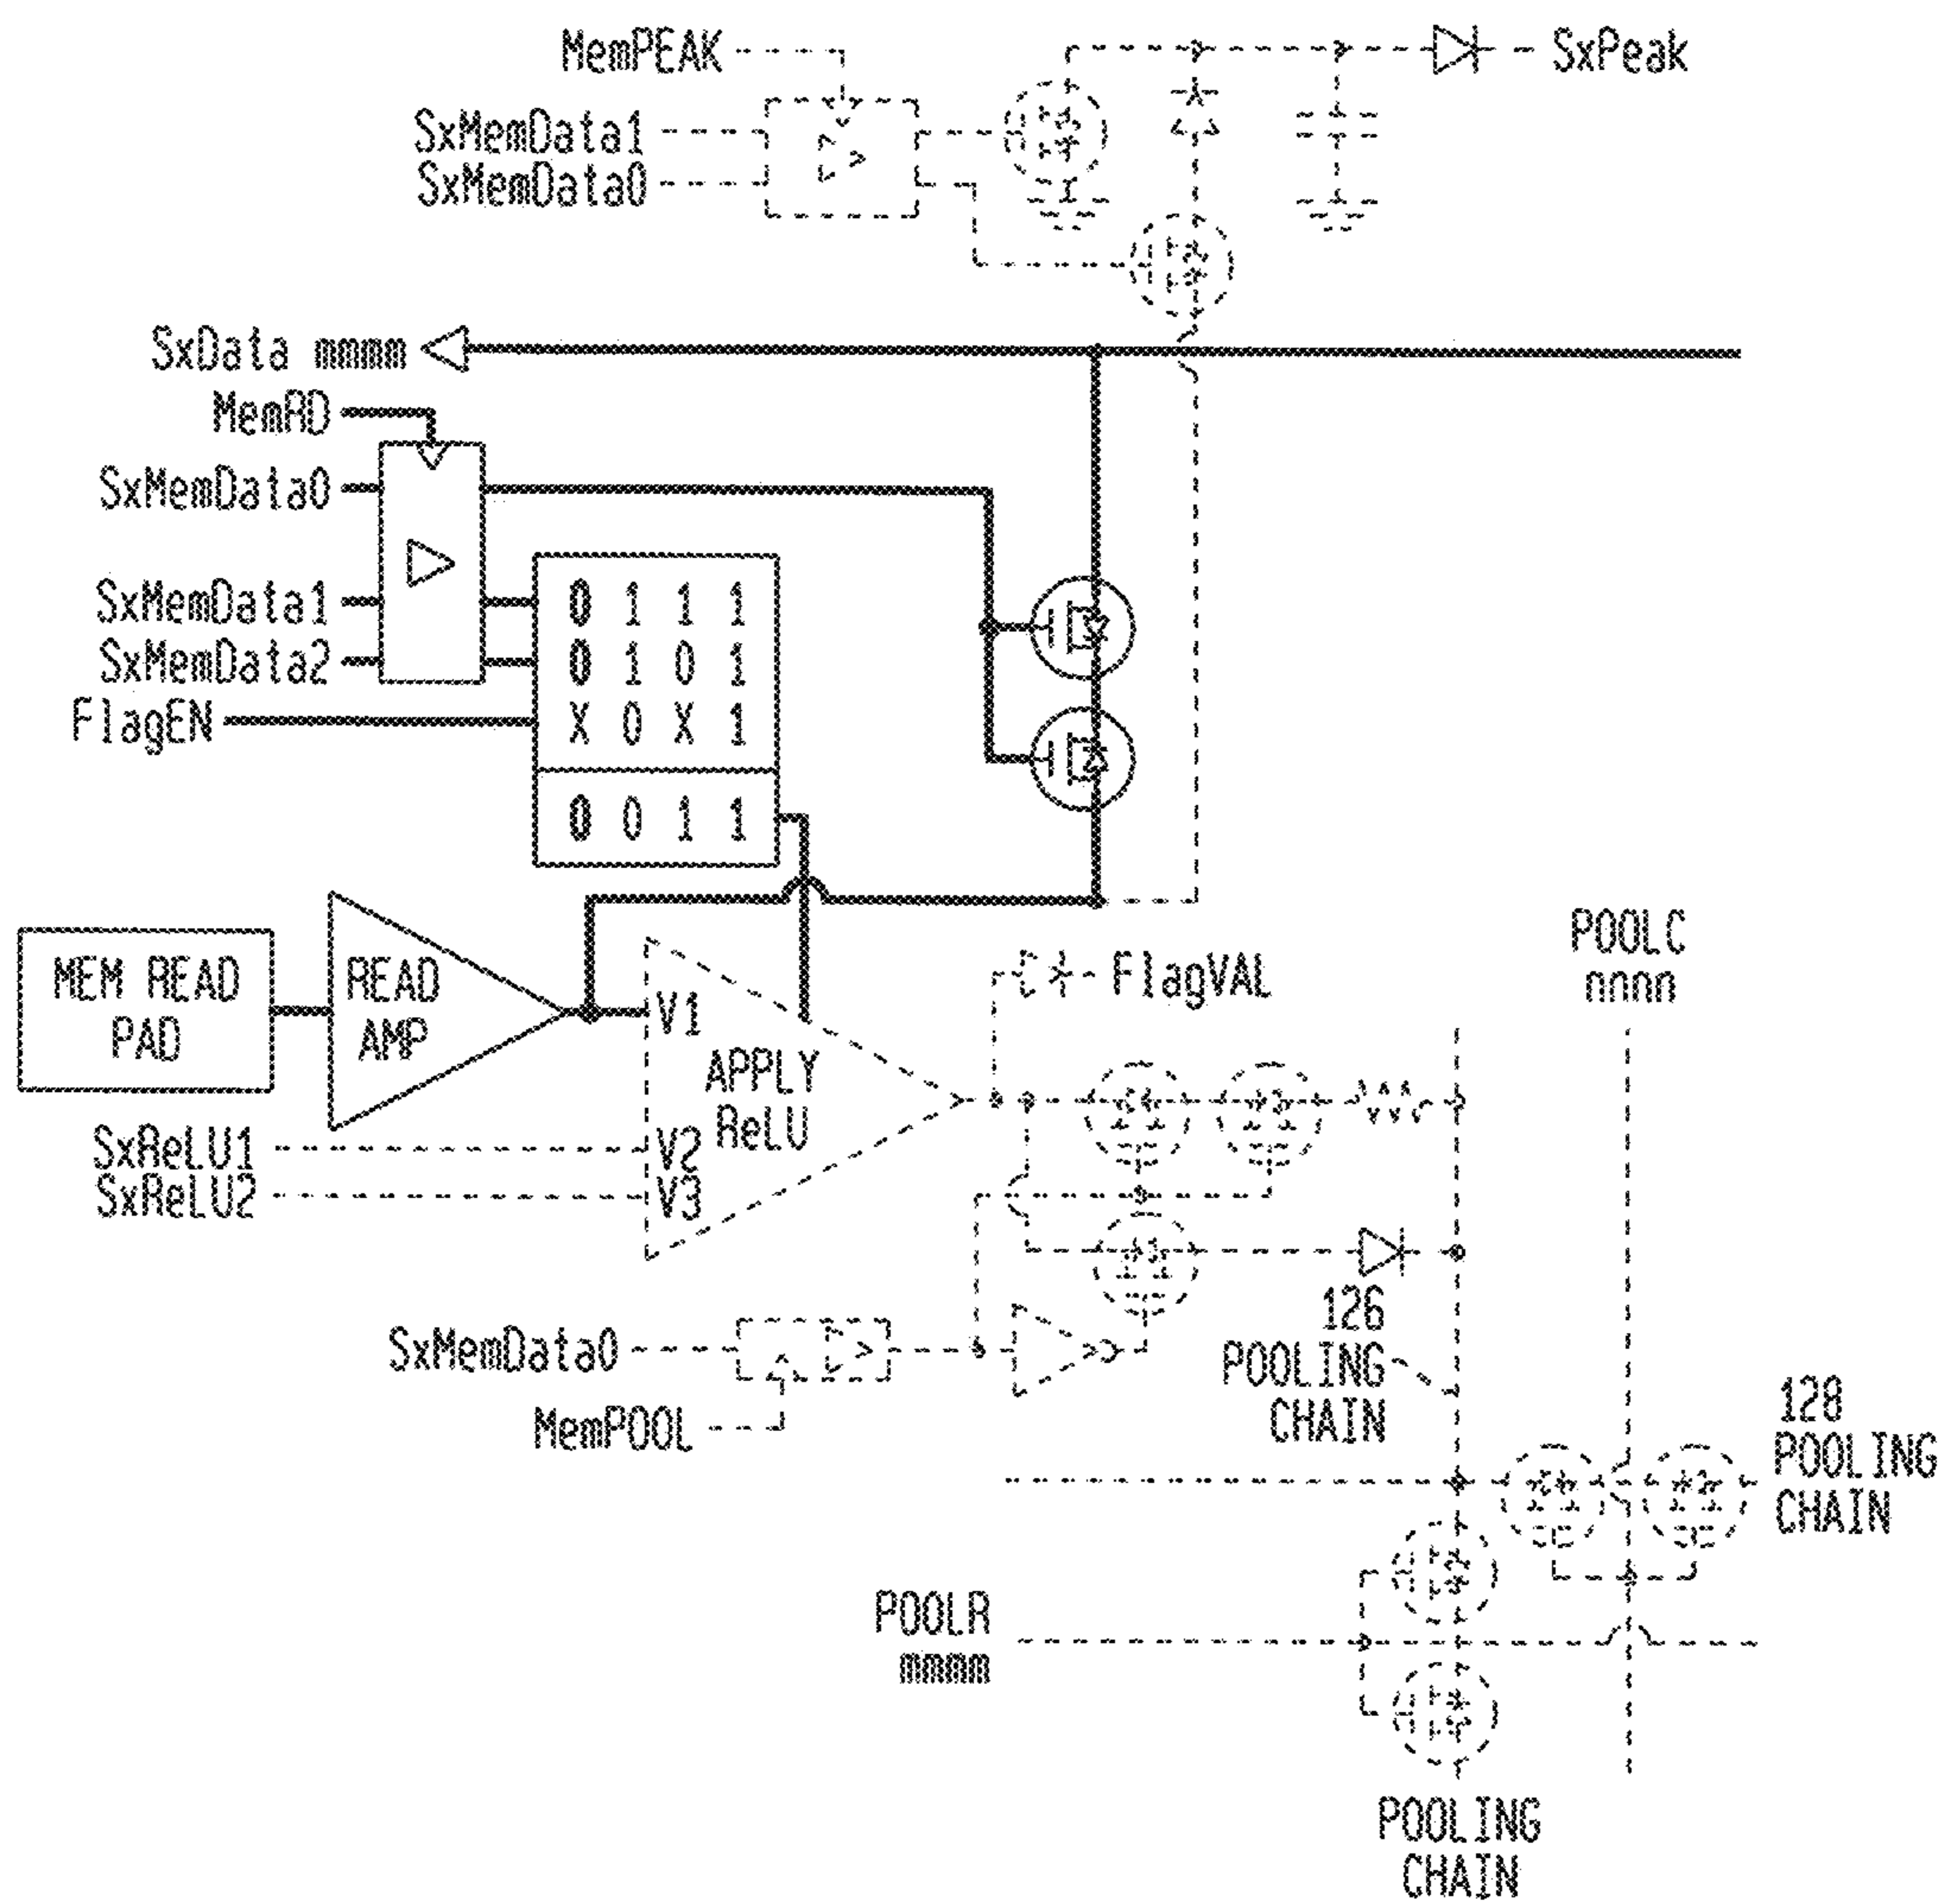 MemPEAK
SxPeak
SxMemData1
SxMemData0
SxData mmmm
MemRD
SxMemData0
SxMemData1
SxMemData2
FlagEN
0 1 1 1
0 1 0 1
X 0 X 1
0 0 1 1
MEM READ
PAD
READ
AMP
V1
APPLY
ReLU
V2
V3
SxReLU1
SxReLU2
FlagVAL
POOLC
nnnn
SxMemData0
MemPOOL
126
POOLING
CHAIN
128
POOLING
CHAIN
POOLR
mmmm
POOLING
CHAIN